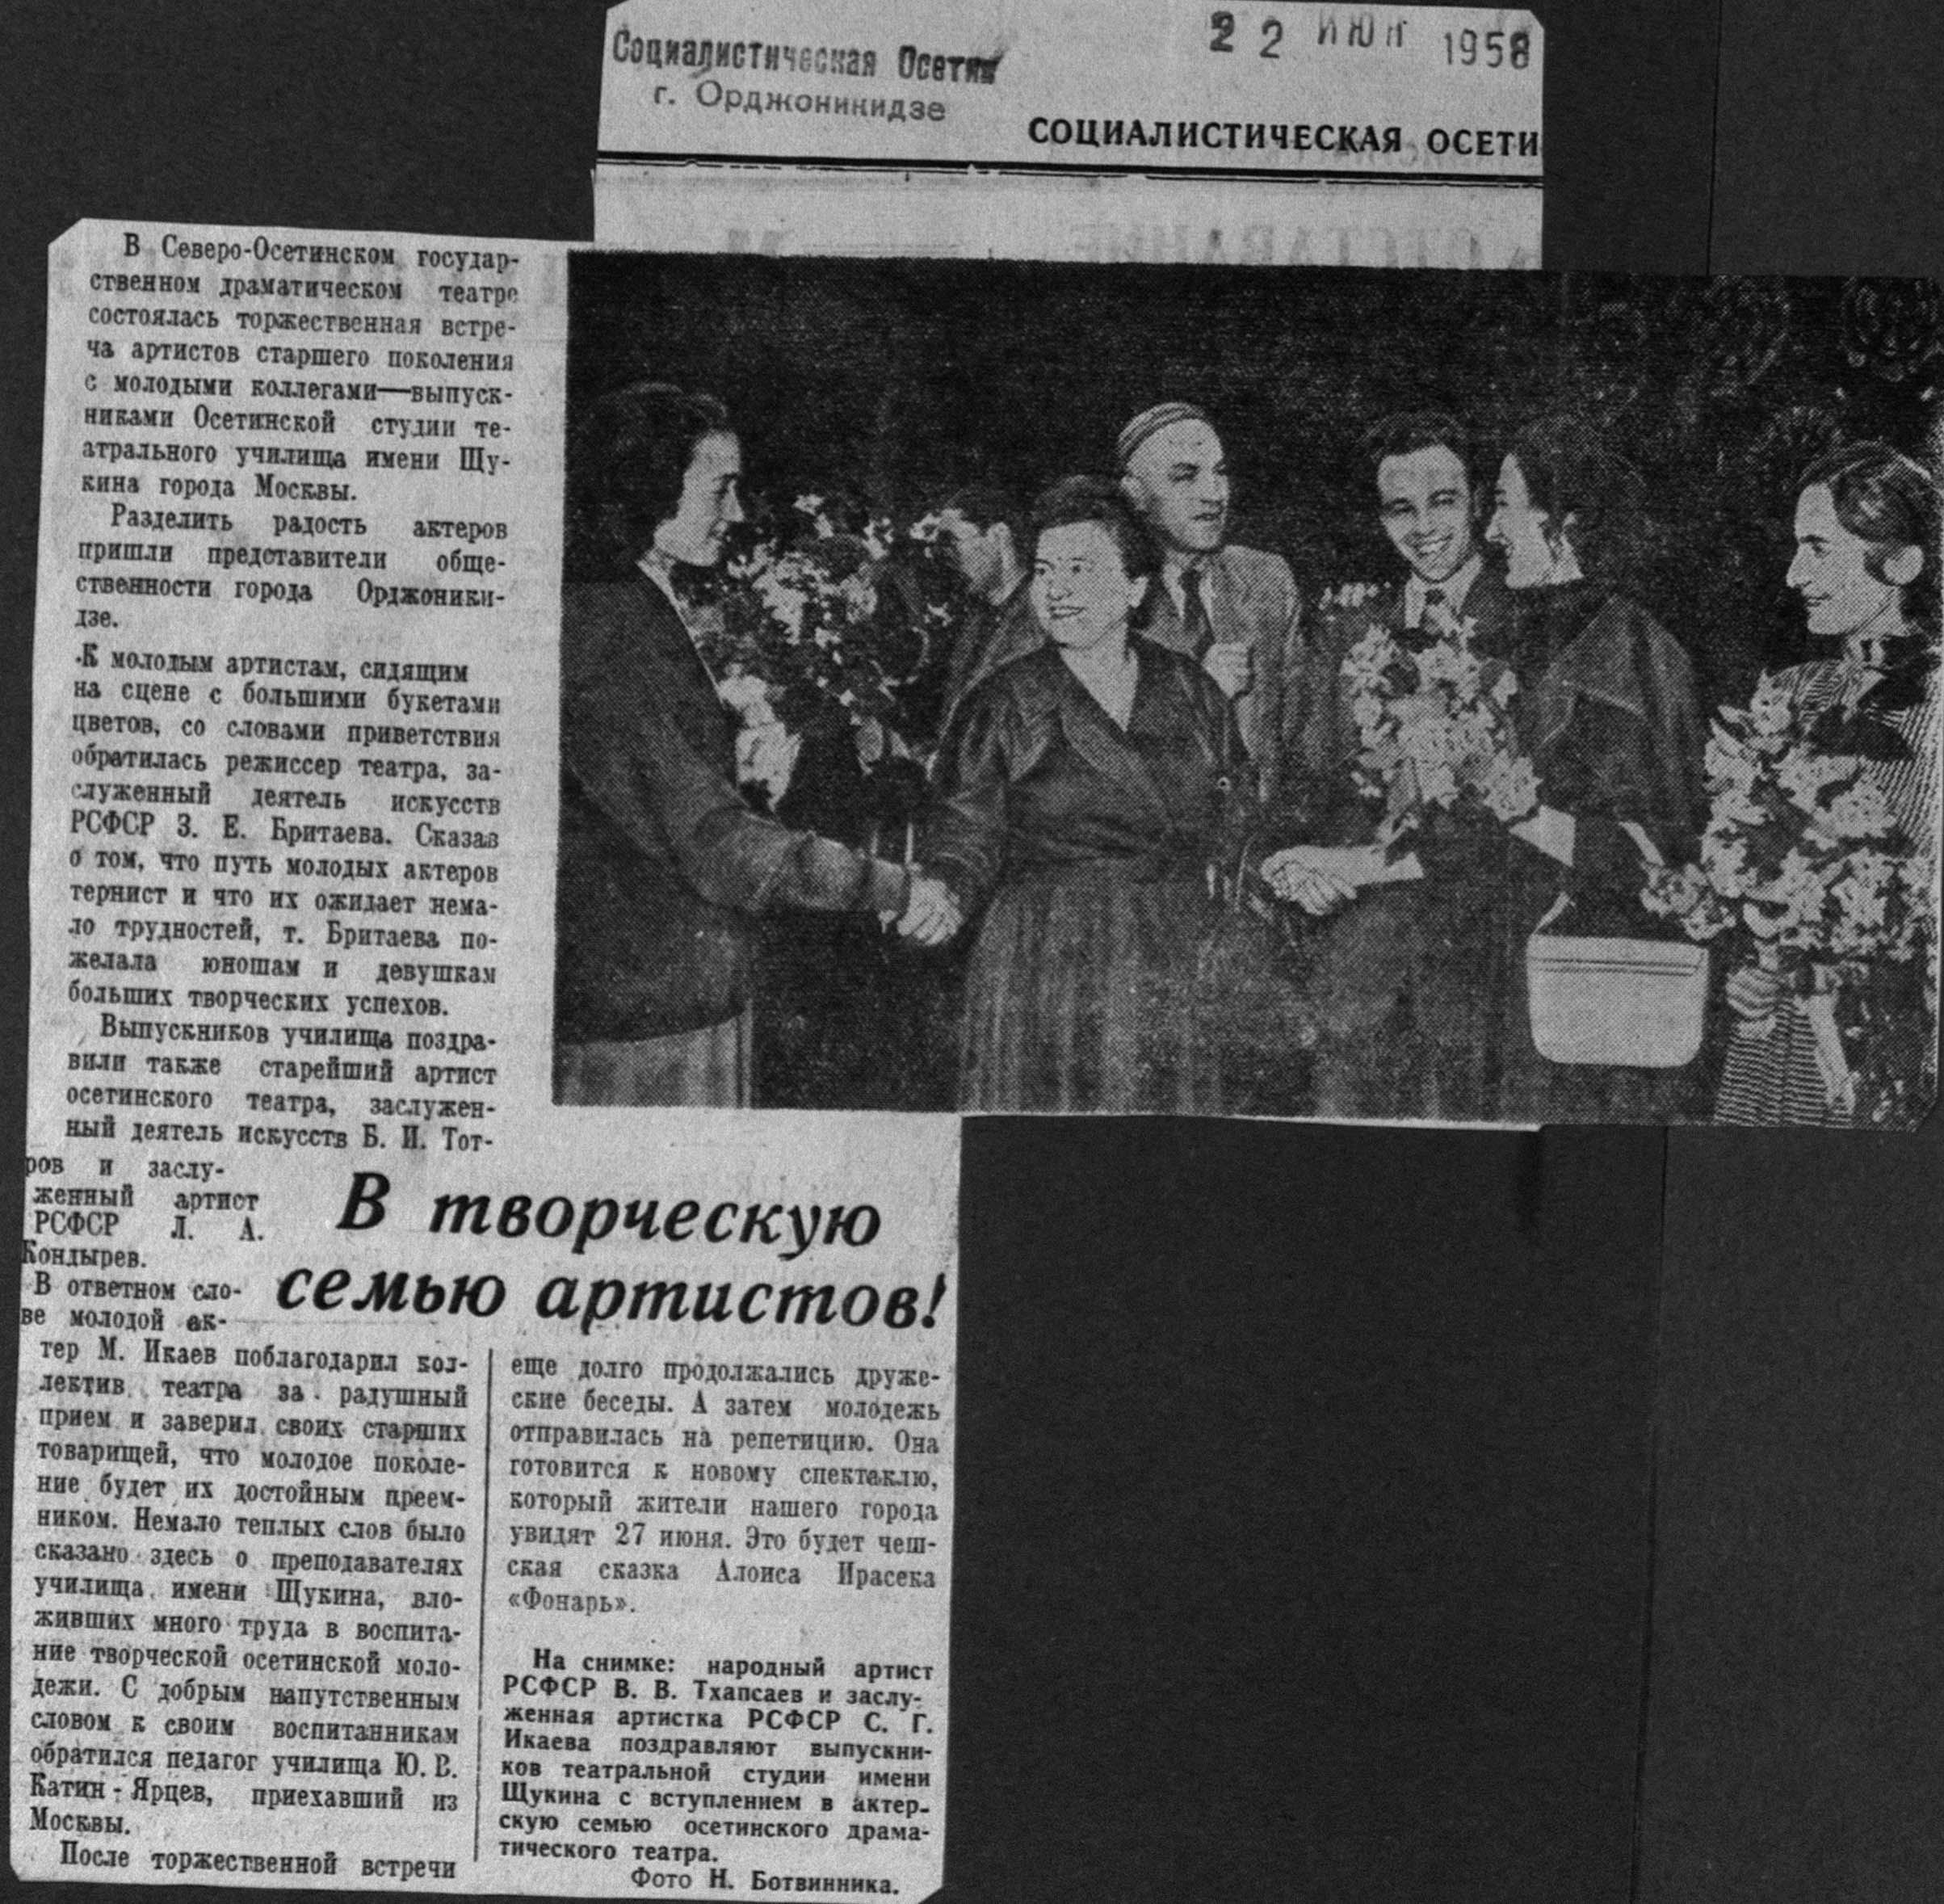 Социалистическая Осетия
г. Орджоникидзе
22 ИЮН 1958
СОЦИАЛИСТИЧЕСКАЯ ОСЕТИ
В Северо-Осетинском государ-
ственном драматическом театре
состоялась торжественная встре-
ча артистов старшего поколения
с молодыми коллегами—выпуск-
никами Осетинской студии те-
атрального училища имени Щу-
кина города Москвы.
Разделить радость актеров
пришли представители обще-
ственности города Орджоники-
дзе.
К молодым артистам, сидящим
на сцене с большими букетами
цветов, со словами приветствия
обратилась режиссер театра, за-
служенный деятель искусств
РСФСР З. Е. Бритаева. Сказав
о том, что путь молодых актеров
тернист и что их ожидает нема-
ло трудностей, т. Бритаева по-
желала юношам и девушкам
больших творческих успехов.
Выпускников училища поздра-
вили также старейший артист
осетинского театра, заслужен-
ный деятель искусств Б. И. Тот-
ров и заслу-
женный артист
РСФСР Л. А.
Кондырев.
В ответном сло-
ве молодой ак-
В творческую
семью артистов!
тер М. Икаев поблагодарил кол-
лектив театра за радушный
прием и заверил своих старших
товарищей, что молодое поколе-
ние будет их достойным преем-
ником. Немало теплых слов было
сказано здесь о преподавателях
училища имени Щукина, вло-
живших много труда в воспита-
ние творческой осетинской моло-
дежи. С добрым напутственным
словом к своим воспитанникам
обратился педагог училища Ю. В.
Катин-Ярцев, приехавший из
Москвы.
После торжественной встречи
еще долго продолжались друже-
ские беседы. А затем молодежь
отправилась на репетицию. Она
готовится к новому спектаклю,
который жители нашего города
увидят 27 июня. Это будет чеш-
ская сказка Алоиса Ирасека
«Фонарь».
На снимке: народный артист
РСФСР В. В. Тхапсаев и заслу-
женная артистка РСФСР С. Г.
Икаева поздравляют выпускни-
ков театральной студии имени
Щукина с вступлением в актер-
скую семью осетинского драма-
тического театра.
Фото Н. Ботвинника.